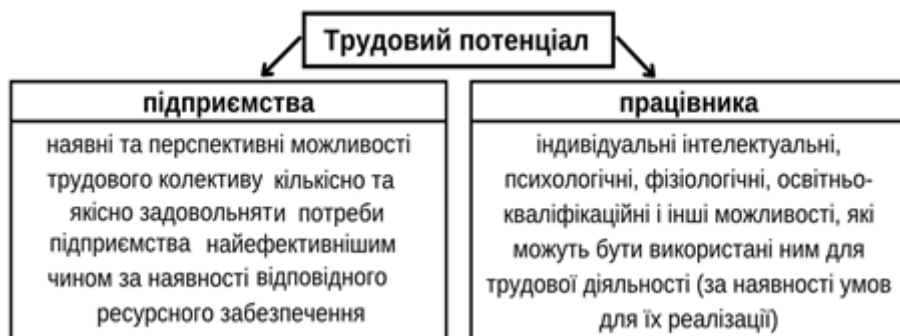 Трудовий потенціал
підприємства
наявні та перспективні можливості
трудового колективу кількісно та
якісно задовольняти потреби
підприємства найефективнішим
чином за наявності відповідного
ресурсного забезпечення
працівника
індивідуальні інтелектуальні,
психологічні, фізіологічні, освітньо-
кваліфікаційні і інші можливості, які
можуть бути використані ним для
трудової діяльності (за наявності умов
для їх реалізації)